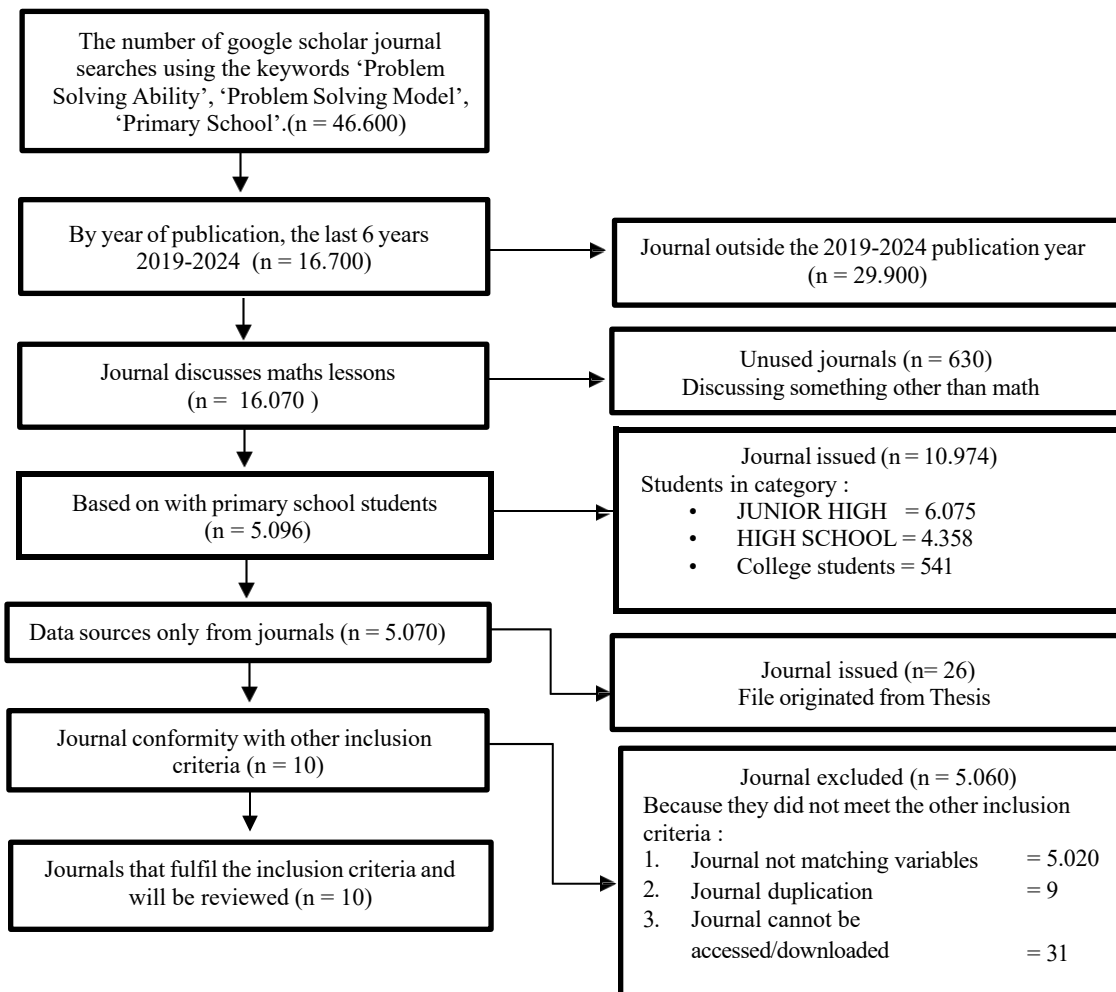 The number of google scholar journal
searches using the keywords ‘Problem
Solving Ability’, ‘Problem Solving Model’,
‘Primary School’.(n = 46.600)
By year of publication, the last 6 years
2019-2024 (n = 16.700)
Journal outside the 2019-2024 publication year
(n = 29.900)
Journal discusses maths lessons
(n = 16.070 )
Unused journals (n = 630)
Discussing something other than math
Based on with primary school students
(n = 5.096)
Journal issued (n = 10.974)
Students in category :
• JUNIOR HIGH = 6.075
• HIGH SCHOOL = 4.358
• College students = 541
Data sources only from journals (n = 5.070)
Journal issued (n= 26)
File originated from Thesis
Journal conformity with other inclusion
criteria (n = 10)
Journal excluded (n = 5.060)
Because they did not meet the other inclusion
criteria :
1. Journal not matching variables = 5.020
2. Journal duplication = 9
3. Journal cannot be
accessed/downloaded = 31
Journals that fulfil the inclusion criteria and
will be reviewed (n = 10)